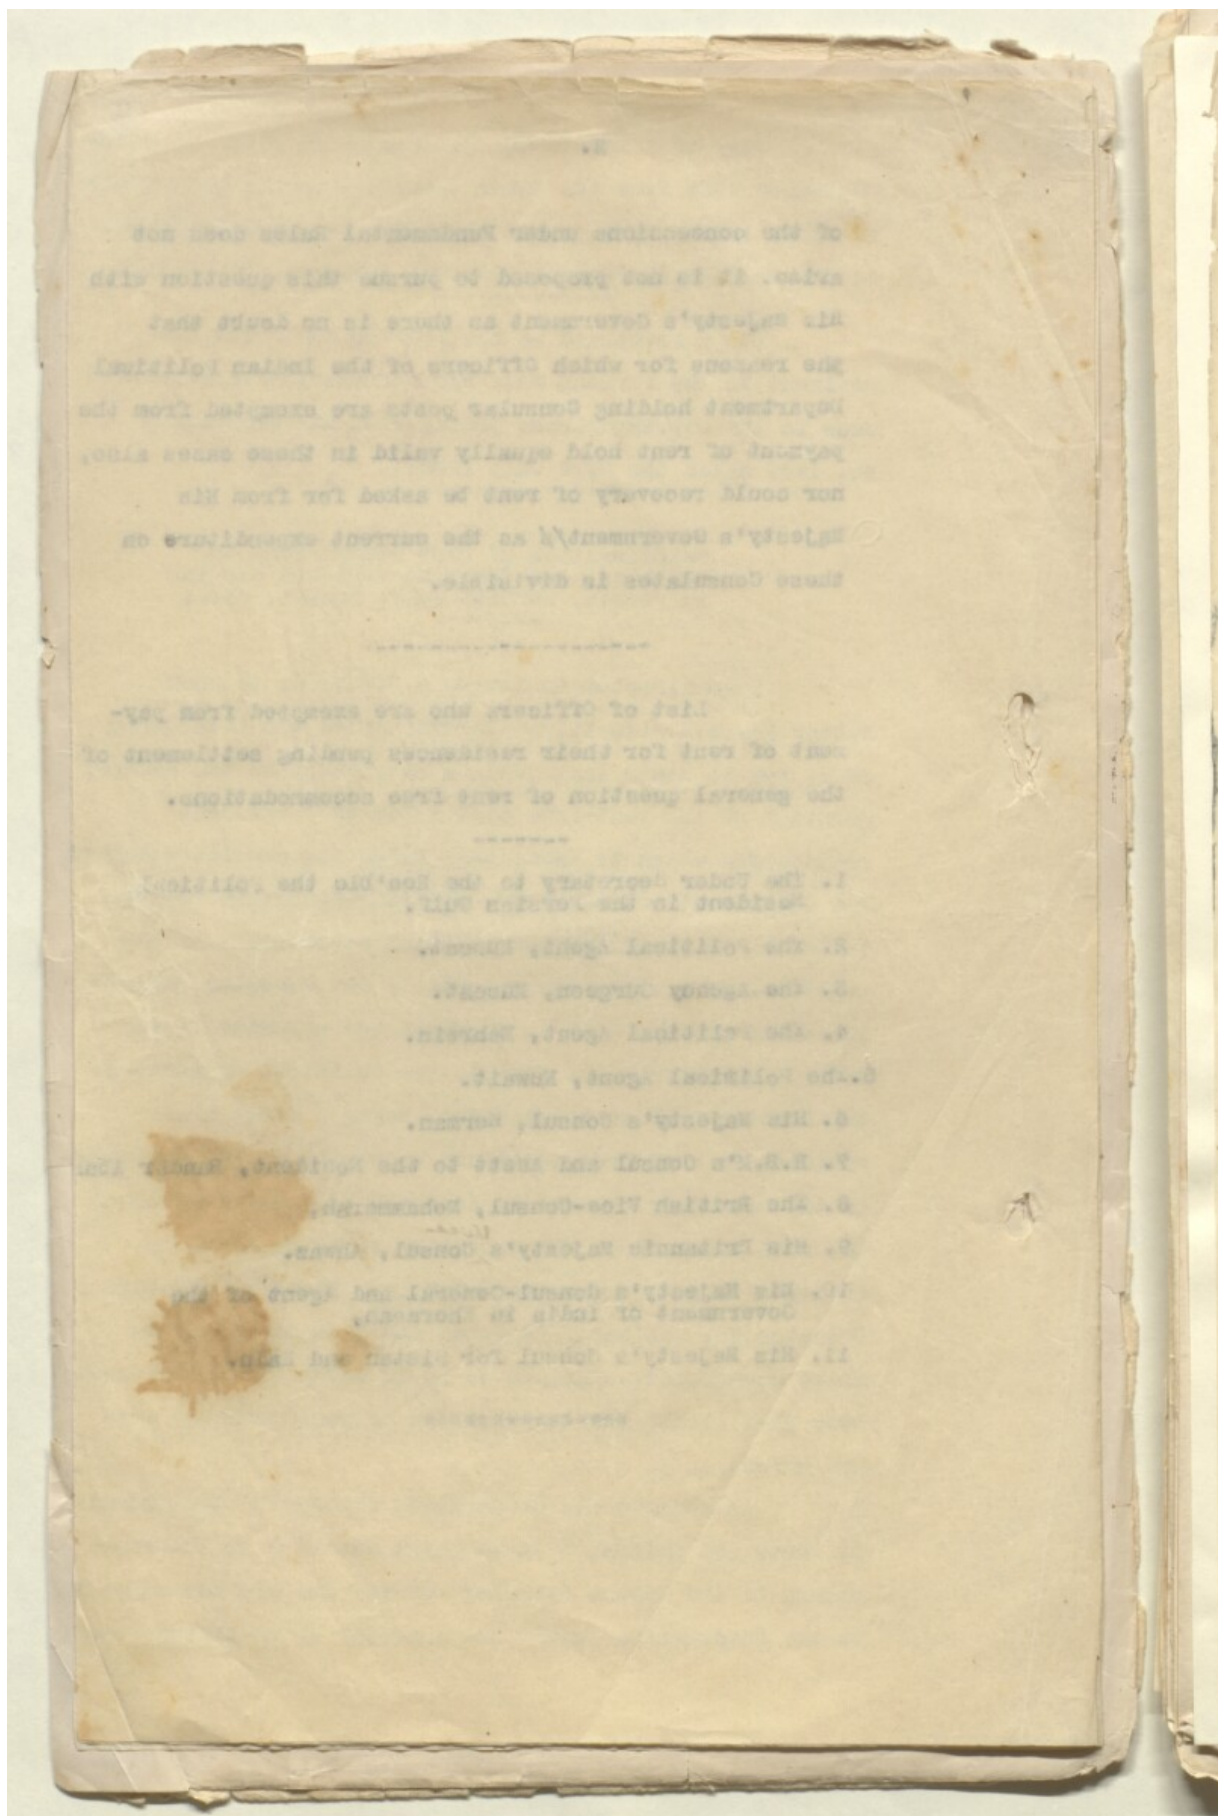 2.
of the concessions under Fundamental Rules does not
arise. it is not proposed to pursue this question with
His Majesty's Government as there is no doubt that
the reasons for which Officers of the Indian Political
Department holding Consular posts are exempted from the
payment of rent hold equally valid in these cases also,
nor could recovery of rent be asked for from His
Majesty's Government as the current expenditure on
these Consulates is divisible.
List of Officers who are exempted from pay-
ment of rent for their residences pending settlement of
the general question of rent free accommodations.
1. The Under Secretary to the Hon'ble the Political
Resident in the Persian Gulf.
2. The Political Agent, Muscat.
3. The Agency Surgeon, Muscat.
4. The Political Agent, Bahrein.
5. The Political Agent, Kuwait.
6. His Majesty's Consul, Kerman.
7. H.B.M's Consul and Asstt to the Resident, Bandar Abb
8. The British Vice-Consul, Mohammerah,
9. His Britannic Majesty's Vice-Consul, Ahwaz.
10. His Majesty's Consul-General and Agent of the
Government of India in Khorasan,
11. His Majesty's Consul for Sistan and Kain.